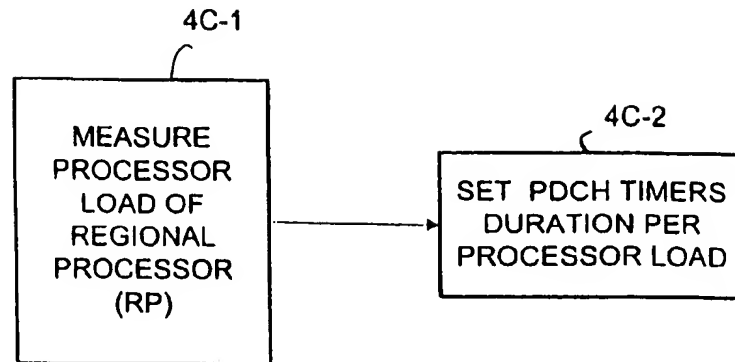 4C-1
MEASURE
PROCESSOR
LOAD OF
REGIONAL
PROCESSOR
(RP)
4C-2
SET PDCH TIMERS
DURATION PER
PROCESSOR LOAD